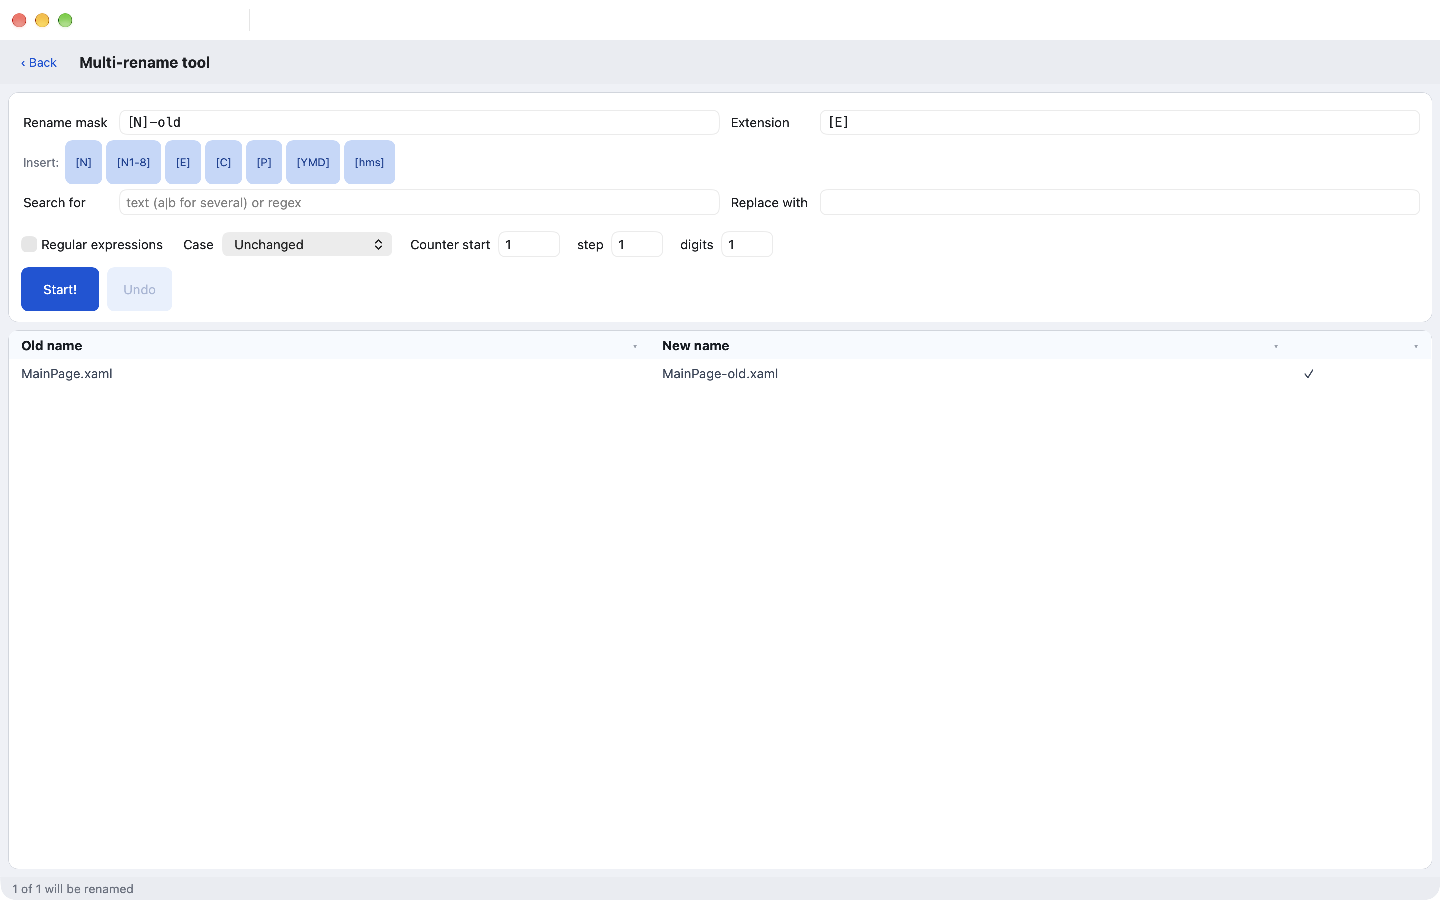 ‹ Back Multi-rename tool
Rename mask [N]-old Extension [E]
Insert: [N] [N1-8] [E] [C] [P] [YMD] [hms]
Search for text (a|b for several) or regex Replace with
Regular expressions Case Unchanged Counter start 1 step 1 digits 1
Start! Undo
Old name New name
MainPage.xaml MainPage-old.xaml ✓
1 of 1 will be renamed